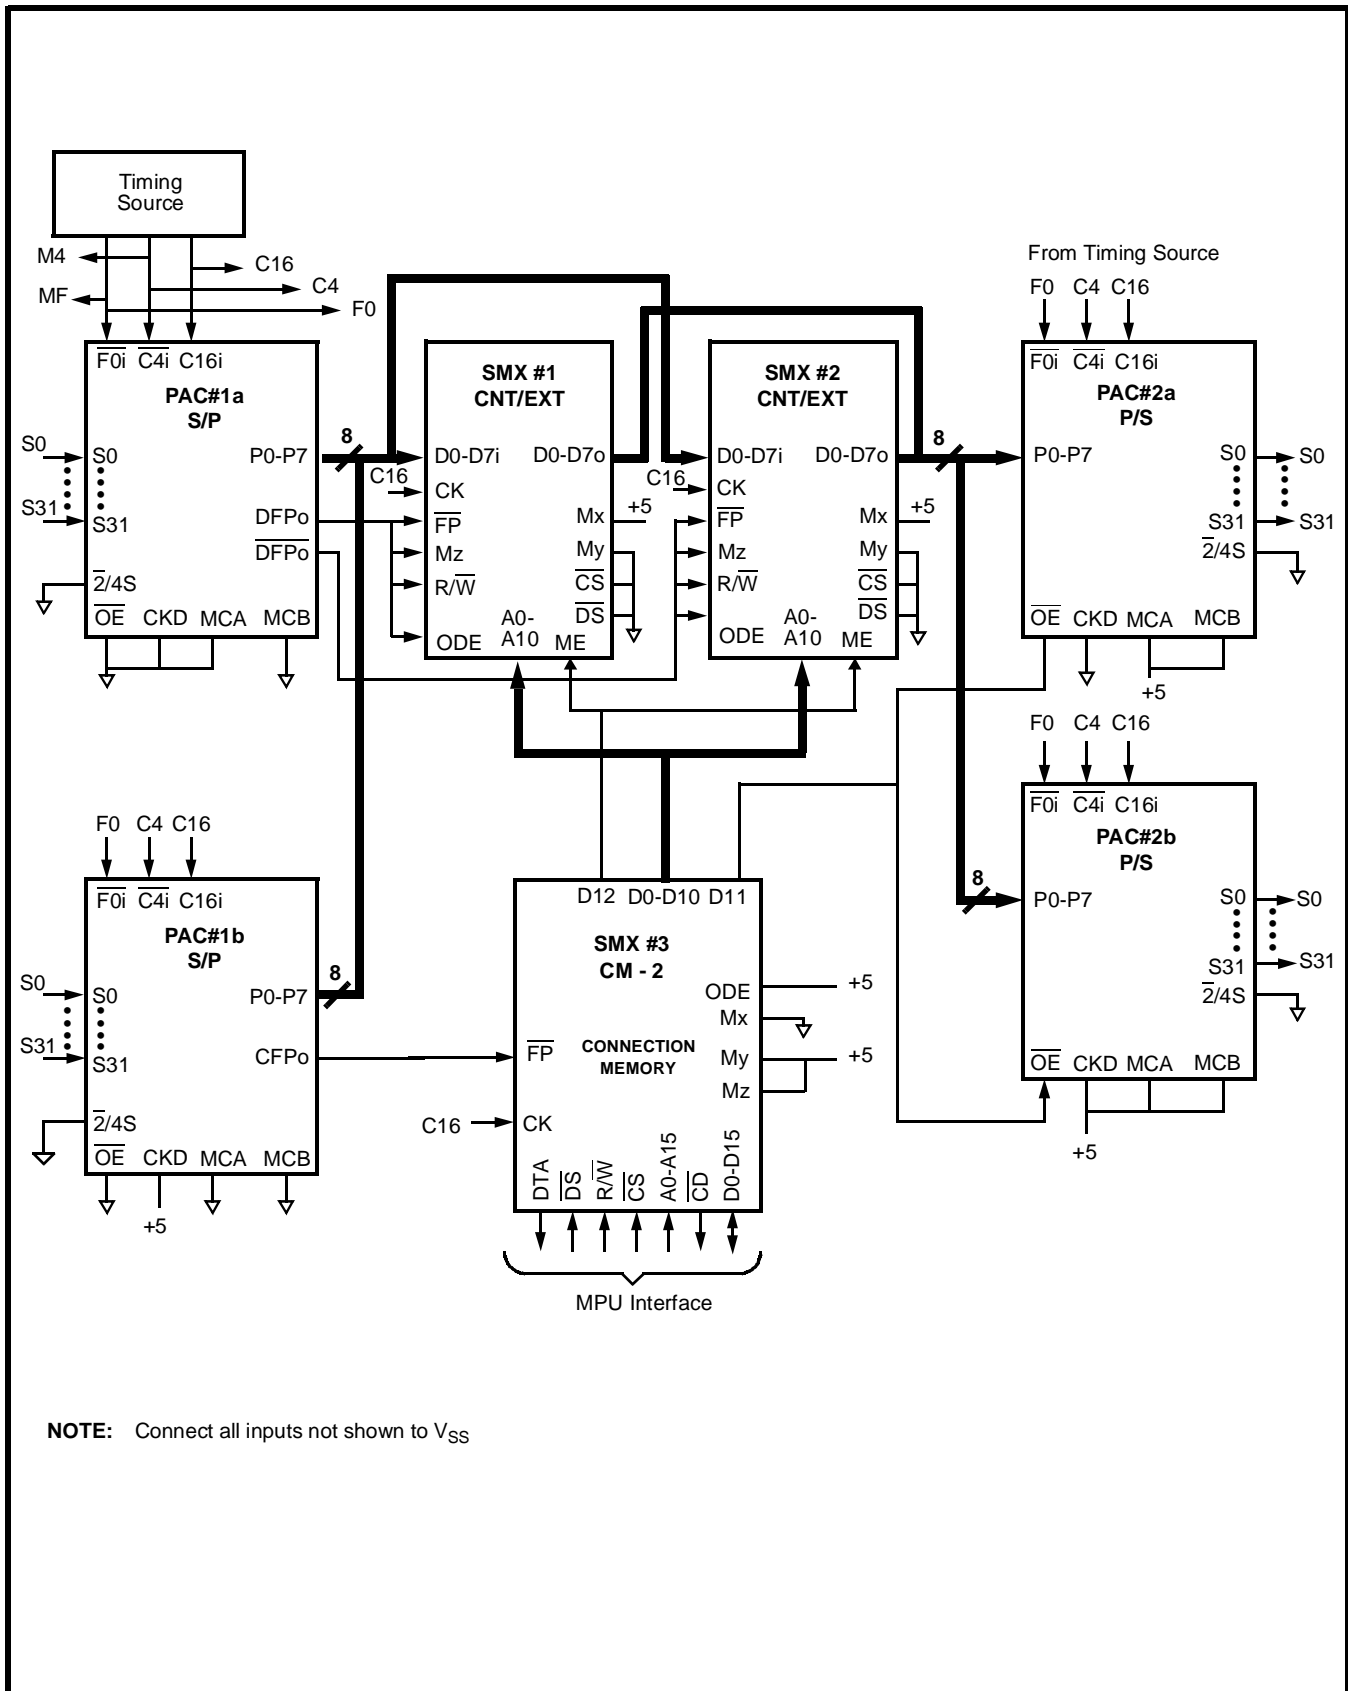 Timing
Source
M4
C16
C4
MF
F0
From Timing Source
F0 C4 C16
F0i C4i C16i
PAC#1a
S/P
S0
S0
P0-P7
8
S31
S31
DFPo
DFPo
2/4S
OE CKD MCA MCB
SMX #1
CNT/EXT
D0-D7i
D0-D7o
C16
CK
FP
Mx
+5
Mz
My
R/W
CS
DS
ODE
A0-
A10
ME
SMX #2
CNT/EXT
D0-D7i
D0-D7o
C16
CK
FP
Mx
+5
Mz
My
R/W
CS
DS
ODE
A0-
A10
ME
8
F0i C4i C16i
PAC#2a
P/S
P0-P7
S0
S0
S31
S31
2/4S
OE CKD MCA MCB
+5
F0 C4 C16
F0i C4i C16i
PAC#2b
P/S
8
P0-P7
S0
S0
S31
S31
2/4S
OE CKD MCA MCB
+5
F0 C4 C16
F0i C4i C16i
PAC#1b
S/P
8
S0
S0
P0-P7
S31
S31
CFPo
2/4S
OE CKD MCA MCB
+5
D12 D0-D10 D11
SMX #3
CM - 2
ODE
+5
Mx
FP
CONNECTION
MEMORY
My
+5
Mz
C16
CK
DTA
DS
R/W
CS
A0-A15
CD
D0-D15
MPU Interface
NOTE: Connect all inputs not shown to VSS